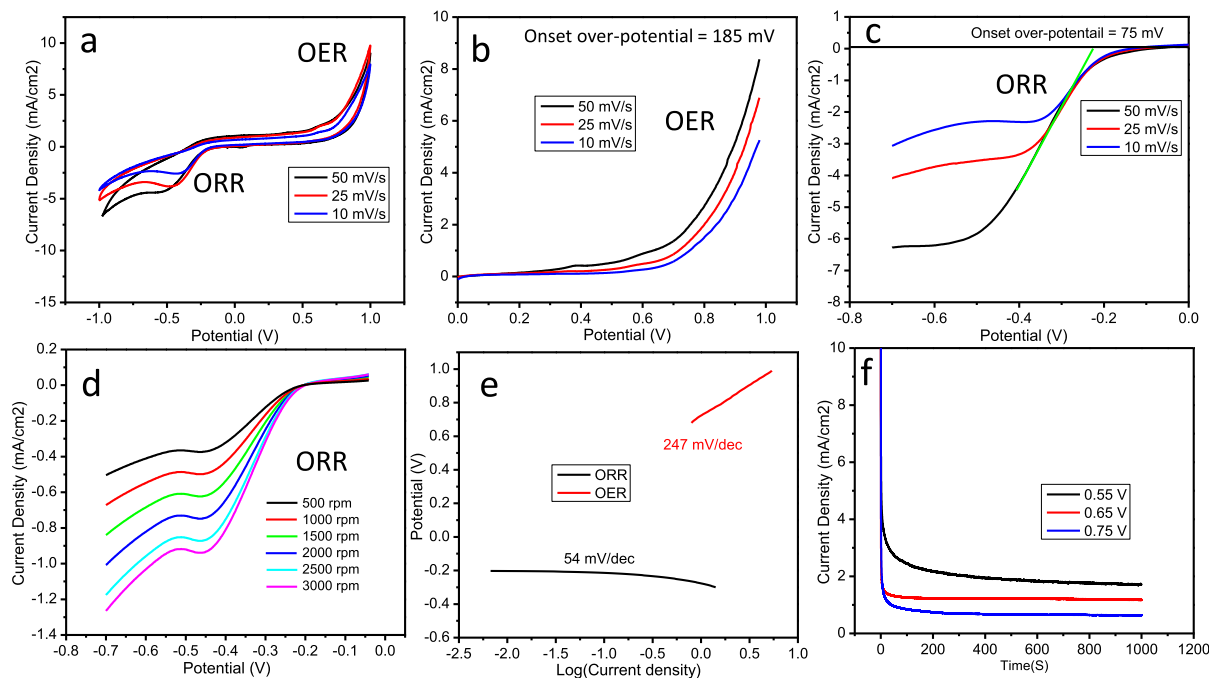 a
OER
ORR
50 mV/s
25 mV/s
10 mV/s
10
5
0
-5
-10
-15
-1.0
-0.5
0.0
0.5
1.0
Current Density (mA/cm2)
Potential (V)
b
Onset over-potential = 185 mV
OER
50 mV/s
25 mV/s
10 mV/s
10
8
6
4
2
0
0.0
0.2
0.4
0.6
0.8
1.0
Current Density (mA/cm2)
Potential (V)
c
Onset over-potentail = 75 mV
ORR
50 mV/s
25 mV/s
10 mV/s
1
0
-1
-2
-3
-4
-5
-6
-7
-8
-0.8
-0.6
-0.4
-0.2
0.0
Current Density (mA/cm2)
Potential (V)
d
ORR
500 rpm
1000 rpm
1500 rpm
2000 rpm
2500 rpm
3000 rpm
0.2
0.0
-0.2
-0.4
-0.6
-0.8
-1.0
-1.2
-1.4
-0.8
-0.7
-0.6
-0.5
-0.4
-0.3
-0.2
-0.1
0.0
Current Density (mA/cm2)
Potential (V)
e
247 mV/dec
ORR
OER
54 mV/dec
1.0
0.8
0.6
0.4
0.2
0.0
-0.2
-0.4
-0.6
-2.5
-2.0
-1.5
-1.0
-0.5
0.0
0.5
1.0
Potential (V)
Log(Current density)
f
0.55 V
0.65 V
0.75 V
10
8
6
4
2
0
0
200
400
600
800
1000
1200
Current Density (mA/cm2)
Time(S)